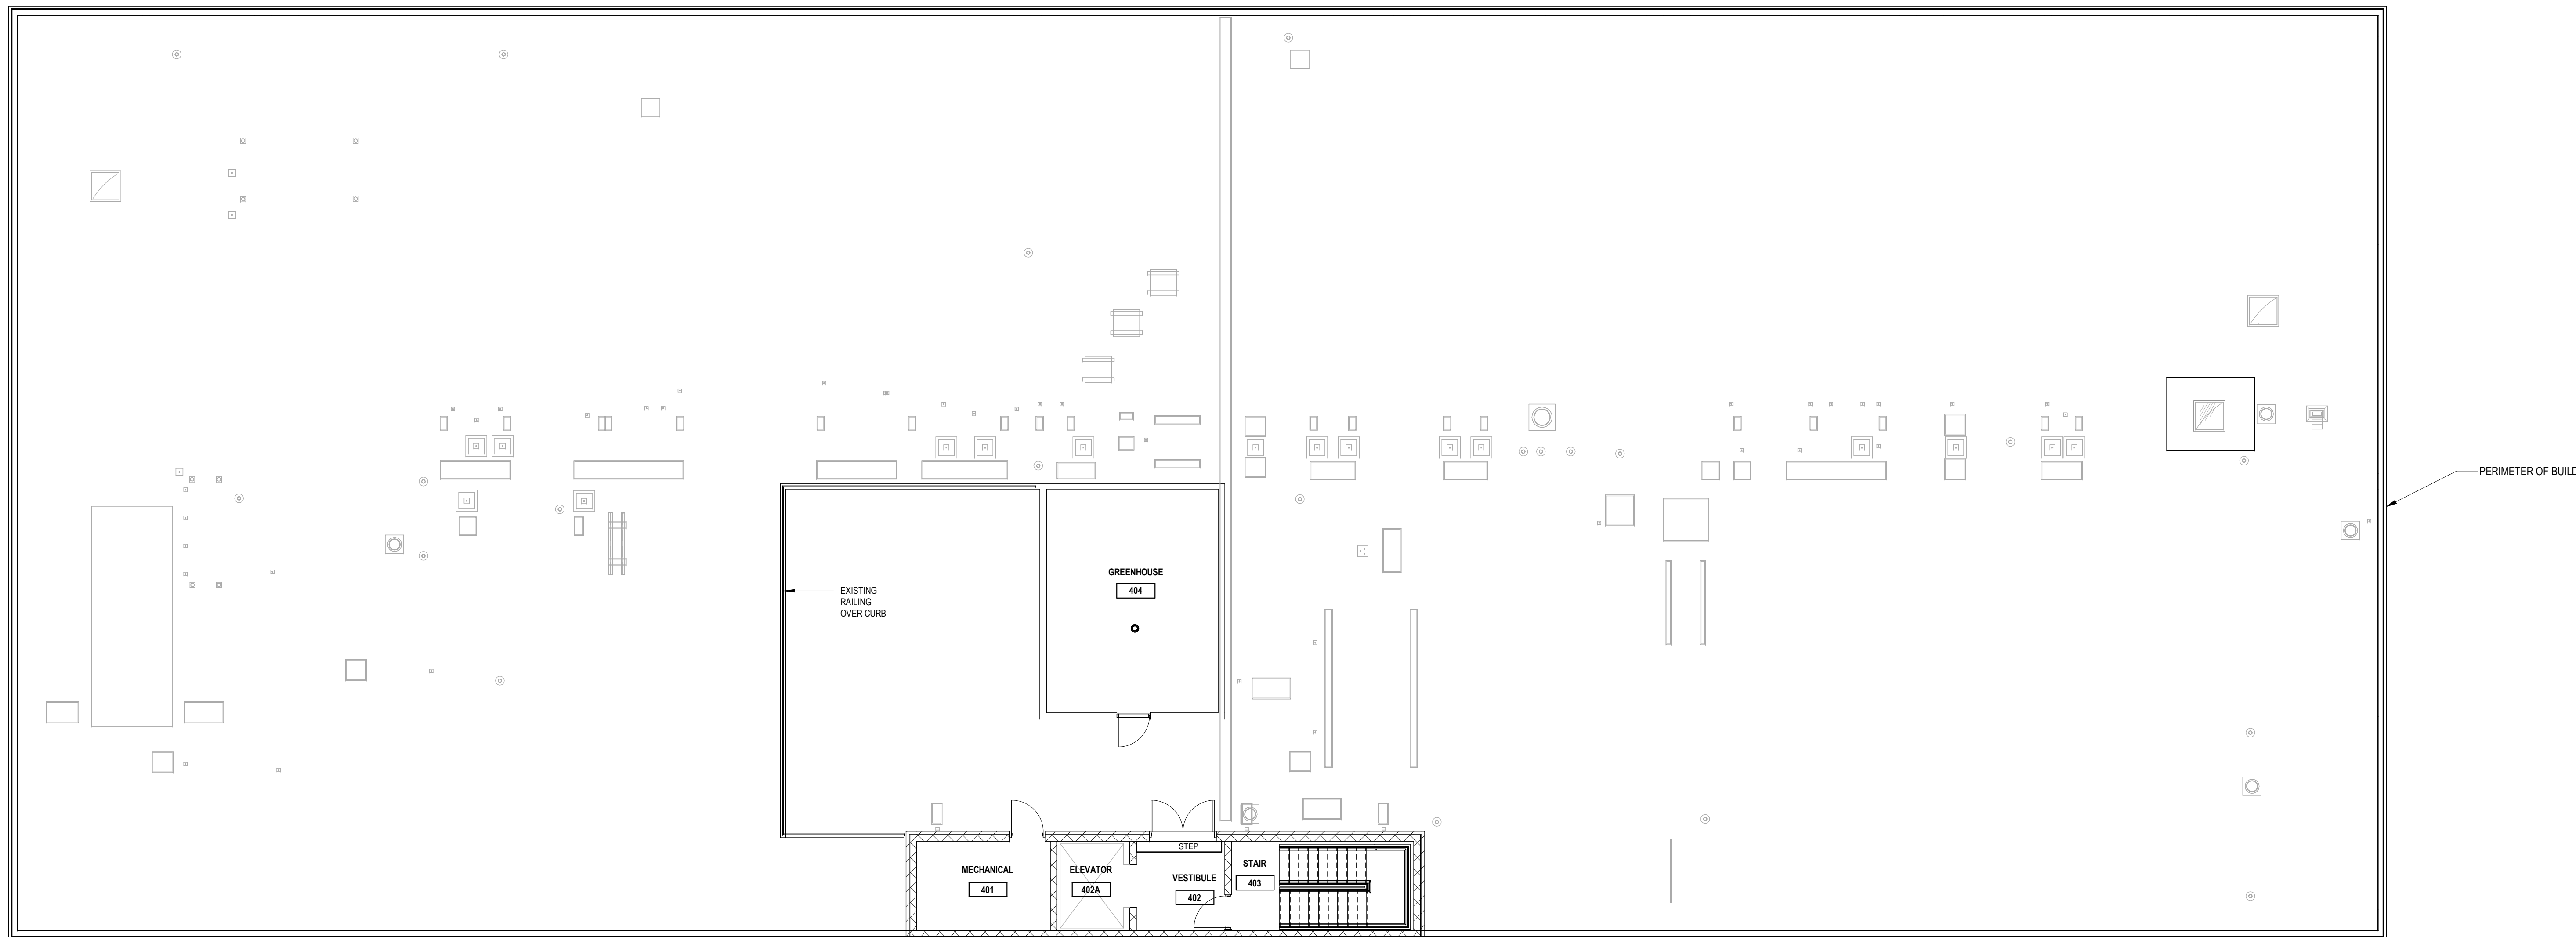 PERIMETER OF BUILD
GREENHOUSE
404
EXISTING
RAILING
OVER CURB
STEP
MECHANICAL
401
ELEVATOR
402A
VESTIBULE
402
STAIR
403